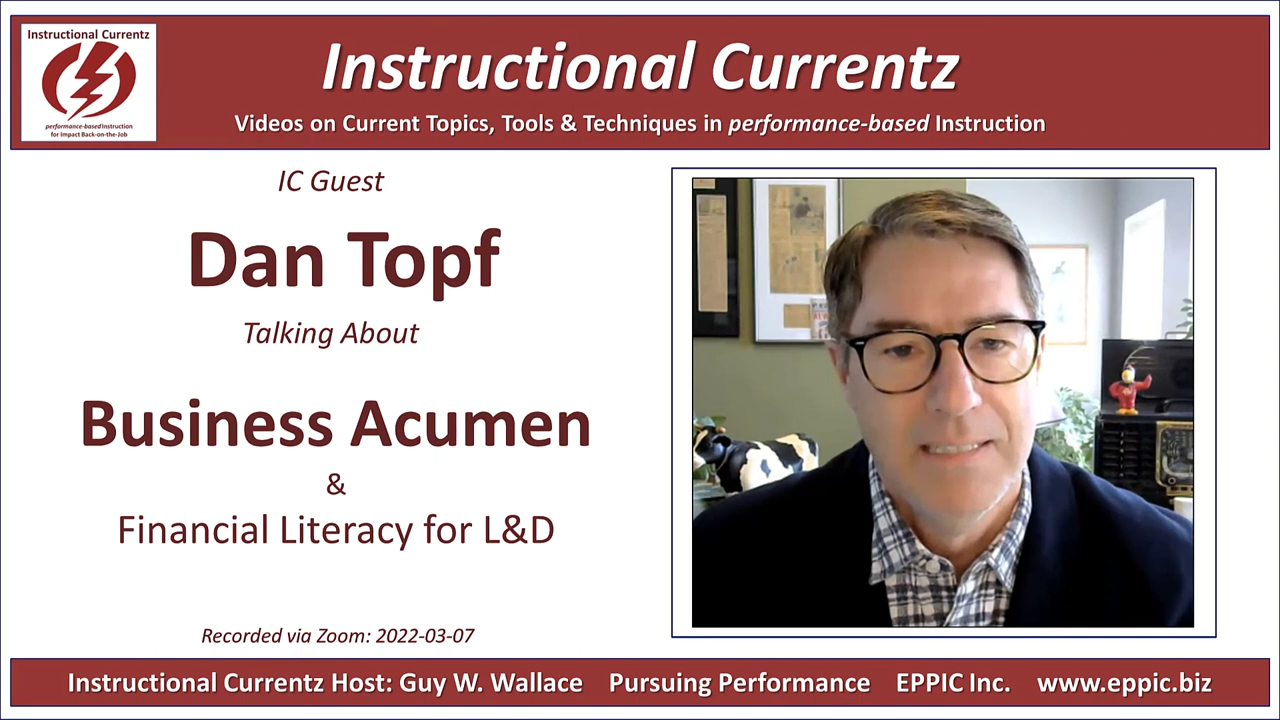 Instructional Currentz
performance-based Instruction
for Impact Back-on-the-Job
Instructional Currentz
Videos on Current Topics, Tools & Techniques in performance-based Instruction
IC Guest
Dan Topf
Talking About
Business Acumen
&
Financial Literacy for L&D
Recorded via Zoom: 2022-03-07
Instructional Currentz Host: Guy W. Wallace Pursuing Performance EPPIC Inc. www.eppic.biz